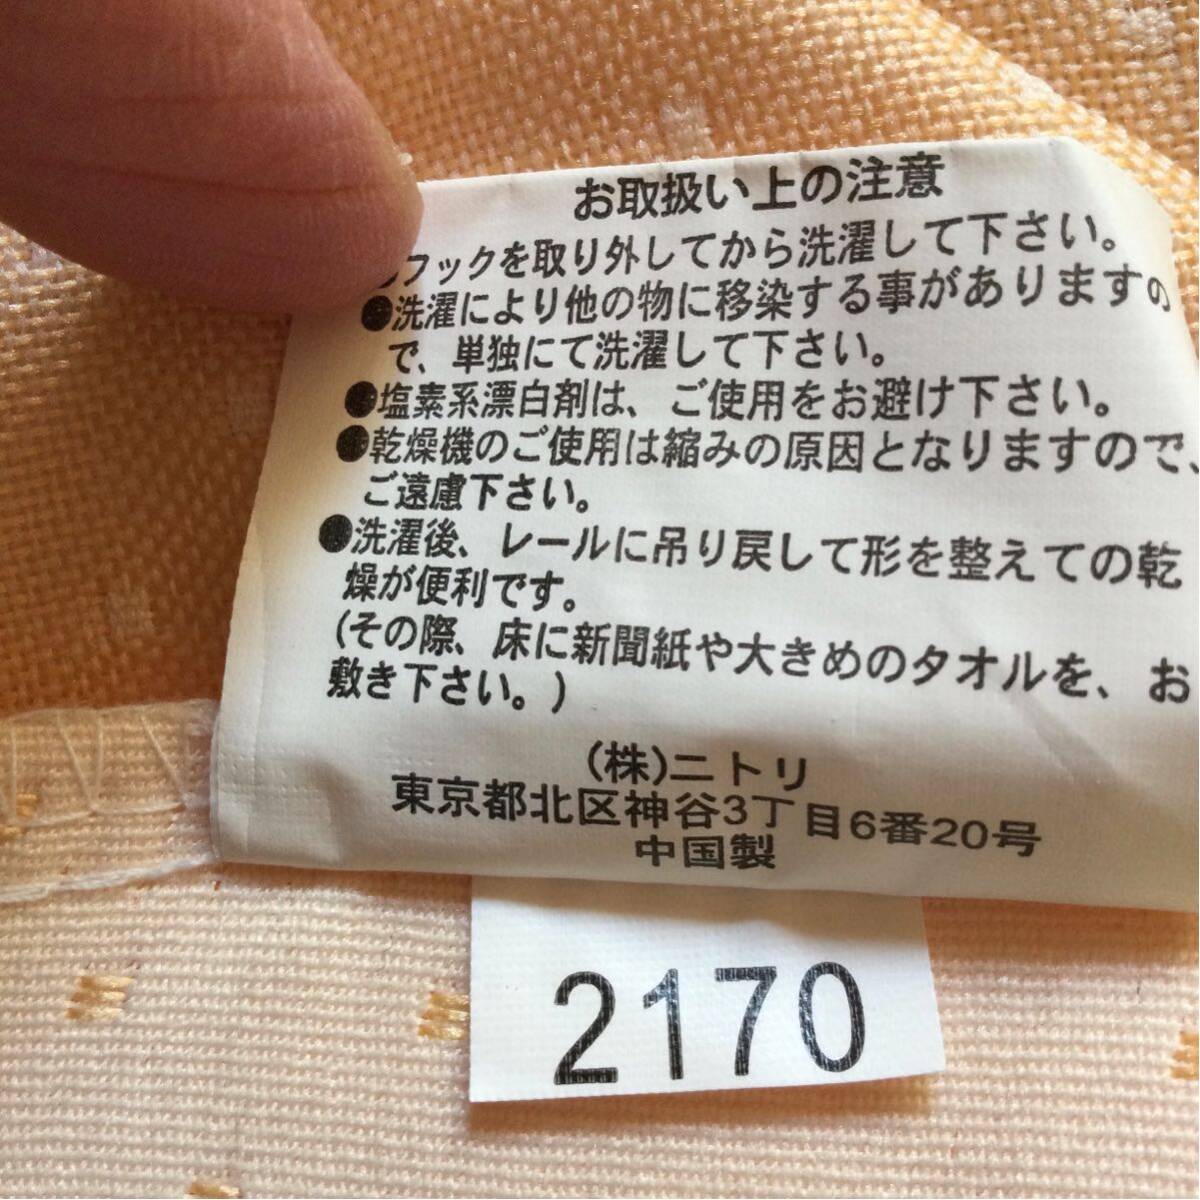 お取扱い上の注意
●フックを取り外してから洗濯して下さい。
●洗濯により他の物に移染する事がありますの
で、単独にて洗濯して下さい。
●塩素系漂白剤は、ご使用をお避け下さい。
●乾燥機のご使用は縮みの原因となりますので、
ご遠慮下さい。
●洗濯後、レールに吊り戻して形を整えての乾
燥が便利です。
(その際、床に新聞紙や大きめのタオルを、お
敷き下さい。)
(株)ニトリ
東京都北区神谷3丁目6番20号
中国製
2170